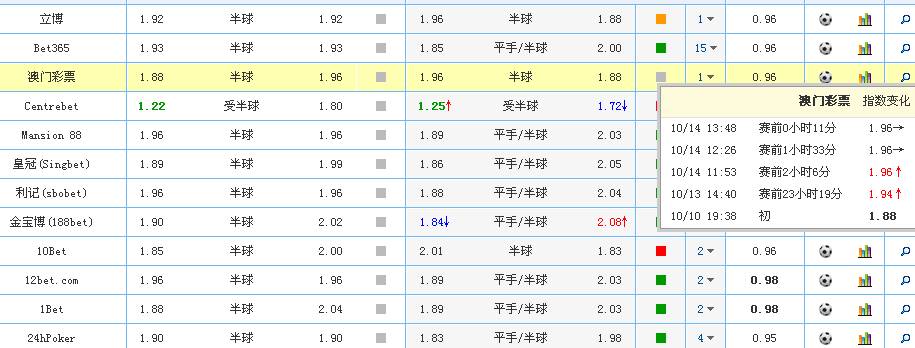 立博 1.92 半球 1.92 1.96 半球 1.88 1 0.96
Bet365 1.93 半球 1.93 1.85 平手/半球 2.00 15 0.96
澳门彩票 1.88 半球 1.96 1.96 半球 1.88 1 0.96
Centrebet 1.22 受半球 1.80 1.25↑ 受半球 1.72↓
Mansion 88 1.96 半球 1.96 1.89 平手/半球 2.03
皇冠(Singbet) 1.89 半球 1.99 1.86 平手/半球 2.05
利记(sbobet) 1.96 半球 1.96 1.88 平手/半球 2.04
金宝博(188bet) 1.90 半球 2.02 1.84↓ 平手/半球 2.08↑
澳门彩票 指数变化
10/14 13:48 赛前0小时11分 1.96→
10/14 12:26 赛前1小时33分 1.96→
10/14 11:53 赛前2小时6分 1.96↑
10/13 14:40 赛前23小时19分 1.94↑
10/10 19:38 初 1.88
10Bet 1.85 半球 2.00 2.01 半球 1.83 2 0.96
12bet.com 1.96 半球 1.96 1.89 平手/半球 2.03 2 0.98
1Bet 1.88 半球 2.04 1.89 平手/半球 2.03 2 0.98
24hPoker 1.90 半球 1.90 1.83 平手/半球 1.98 4 0.95